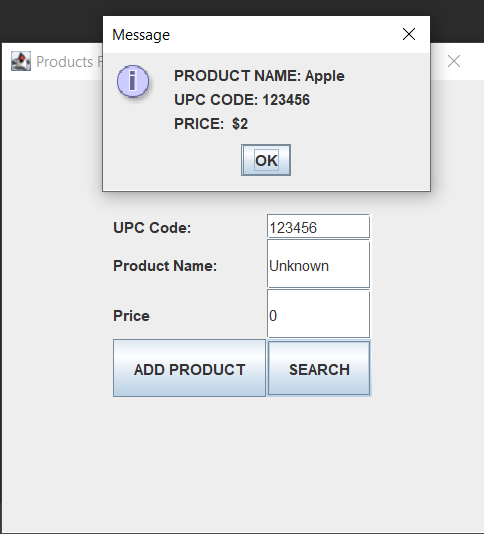 Message
Products
PRODUCT NAME: Apple
UPC CODE: 123456
PRICE: $2
OK
UPC Code: 123456
Product Name: Unknown
Price 0
ADD PRODUCT SEARCH